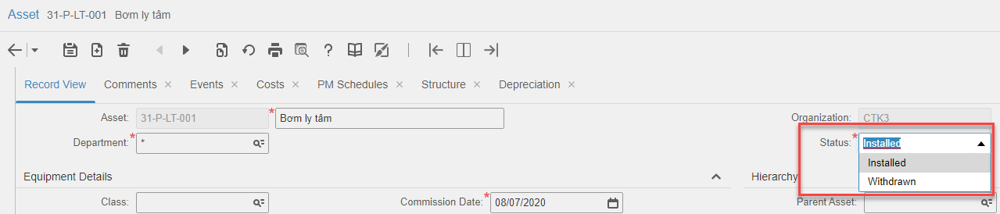 Asset 31-P-LT-001 Bơm ly tâm
Record View Comments × Events × Costs × PM Schedules × Structure × Depreciation ×
Asset: 31-P-LT-001 * Bơm ly tâm Organization: CTK3
Department: * * Status: * Installed
Installed
Equipment Details Hierarchy
Withdrawn
Class: Commission Date: * 08/07/2020 Parent Asset: